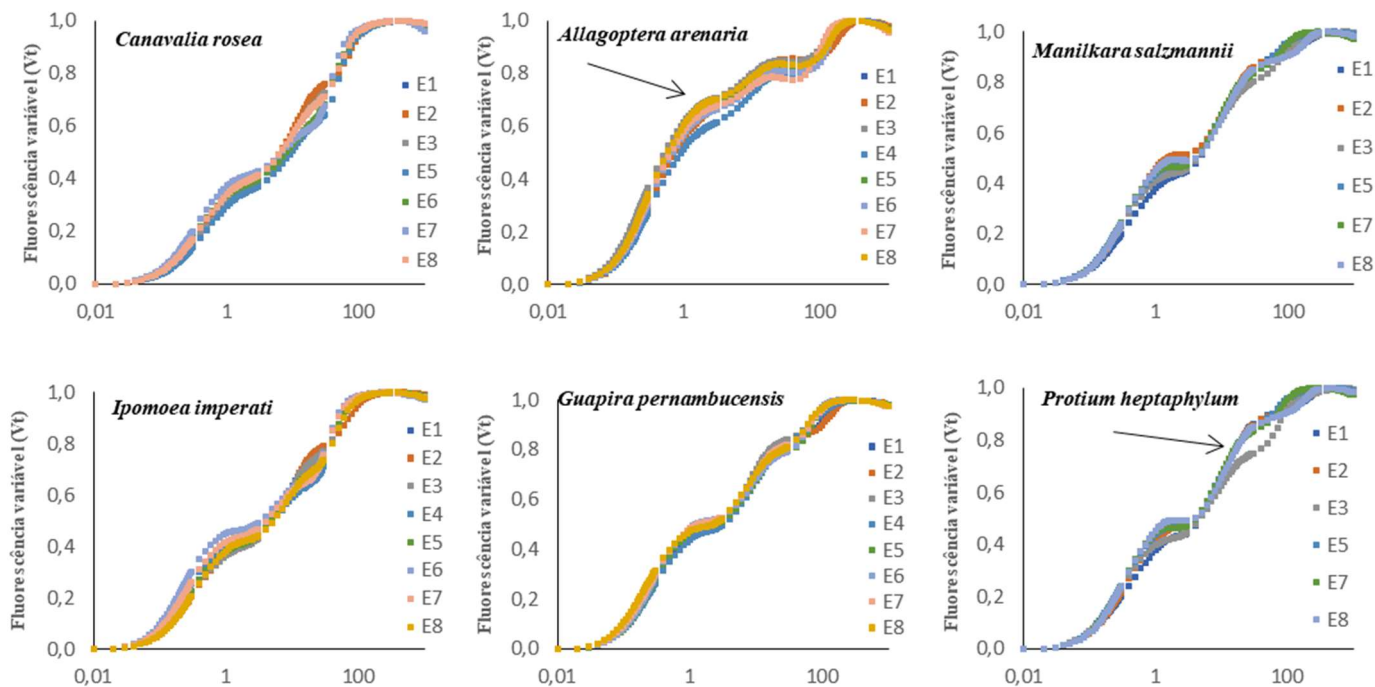 Canavalia rosea
Fluorescência variável (Vt)
1,0
0,8
0,6
0,4
0,2
0,0
0,01
1
100
E1
E2
E3
E5
E6
E7
E8
Allagoptera arenaria
Fluorescência variável (Vt)
1,0
0,8
0,6
0,4
0,2
0,0
0,01
1
100
E1
E2
E3
E4
E5
E6
E7
E8
Manilkara salzmannii
Fluorescência variável (Vt)
1,0
0,8
0,6
0,4
0,2
0,0
0,01
1
100
E1
E2
E3
E5
E7
E8
Ipomoea imperati
Fluorescência variável (Vt)
1,0
0,8
0,6
0,4
0,2
0,0
0,01
1
100
E1
E2
E3
E4
E5
E6
E7
E8
Guapira pernambucensis
Fluorescência variável (Vt)
1,0
0,8
0,6
0,4
0,2
0,0
0,01
1
100
E1
E2
E3
E4
E5
E6
E7
E8
Protium heptaphylum
Fluorescência variável (Vt)
1,0
0,8
0,6
0,4
0,2
0,0
0,01
1
100
E1
E2
E3
E5
E7
E8